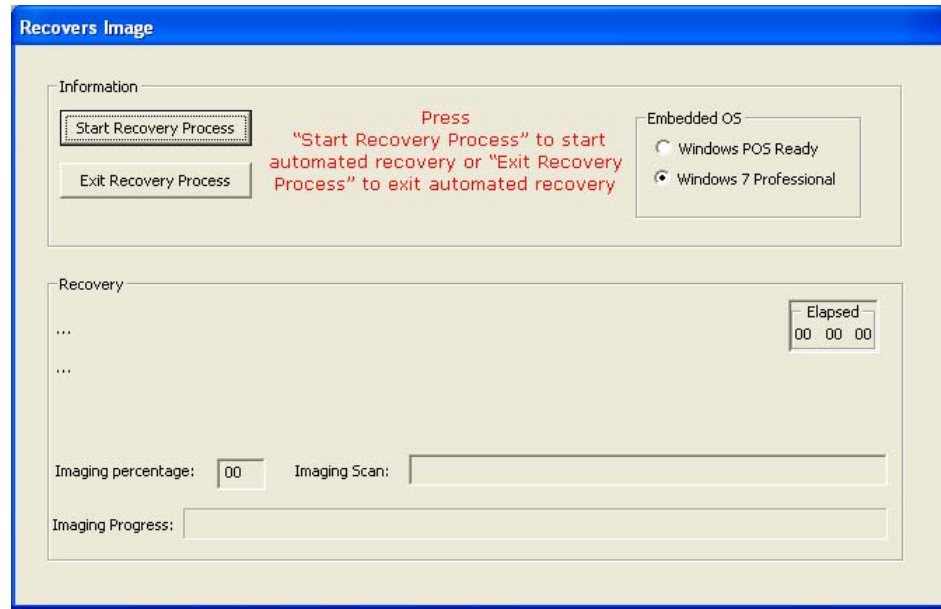 Recovers Image
Information
Start Recovery Process
Exit Recovery Process
Press
“Start Recovery Process” to start
automated recovery or “Exit Recovery
Process” to exit automated recovery
Embedded OS
Windows POS Ready
Windows 7 Professional
Recovery
...
...
Elapsed
00 00 00
Imaging percentage: 00 Imaging Scan:
Imaging Progress: